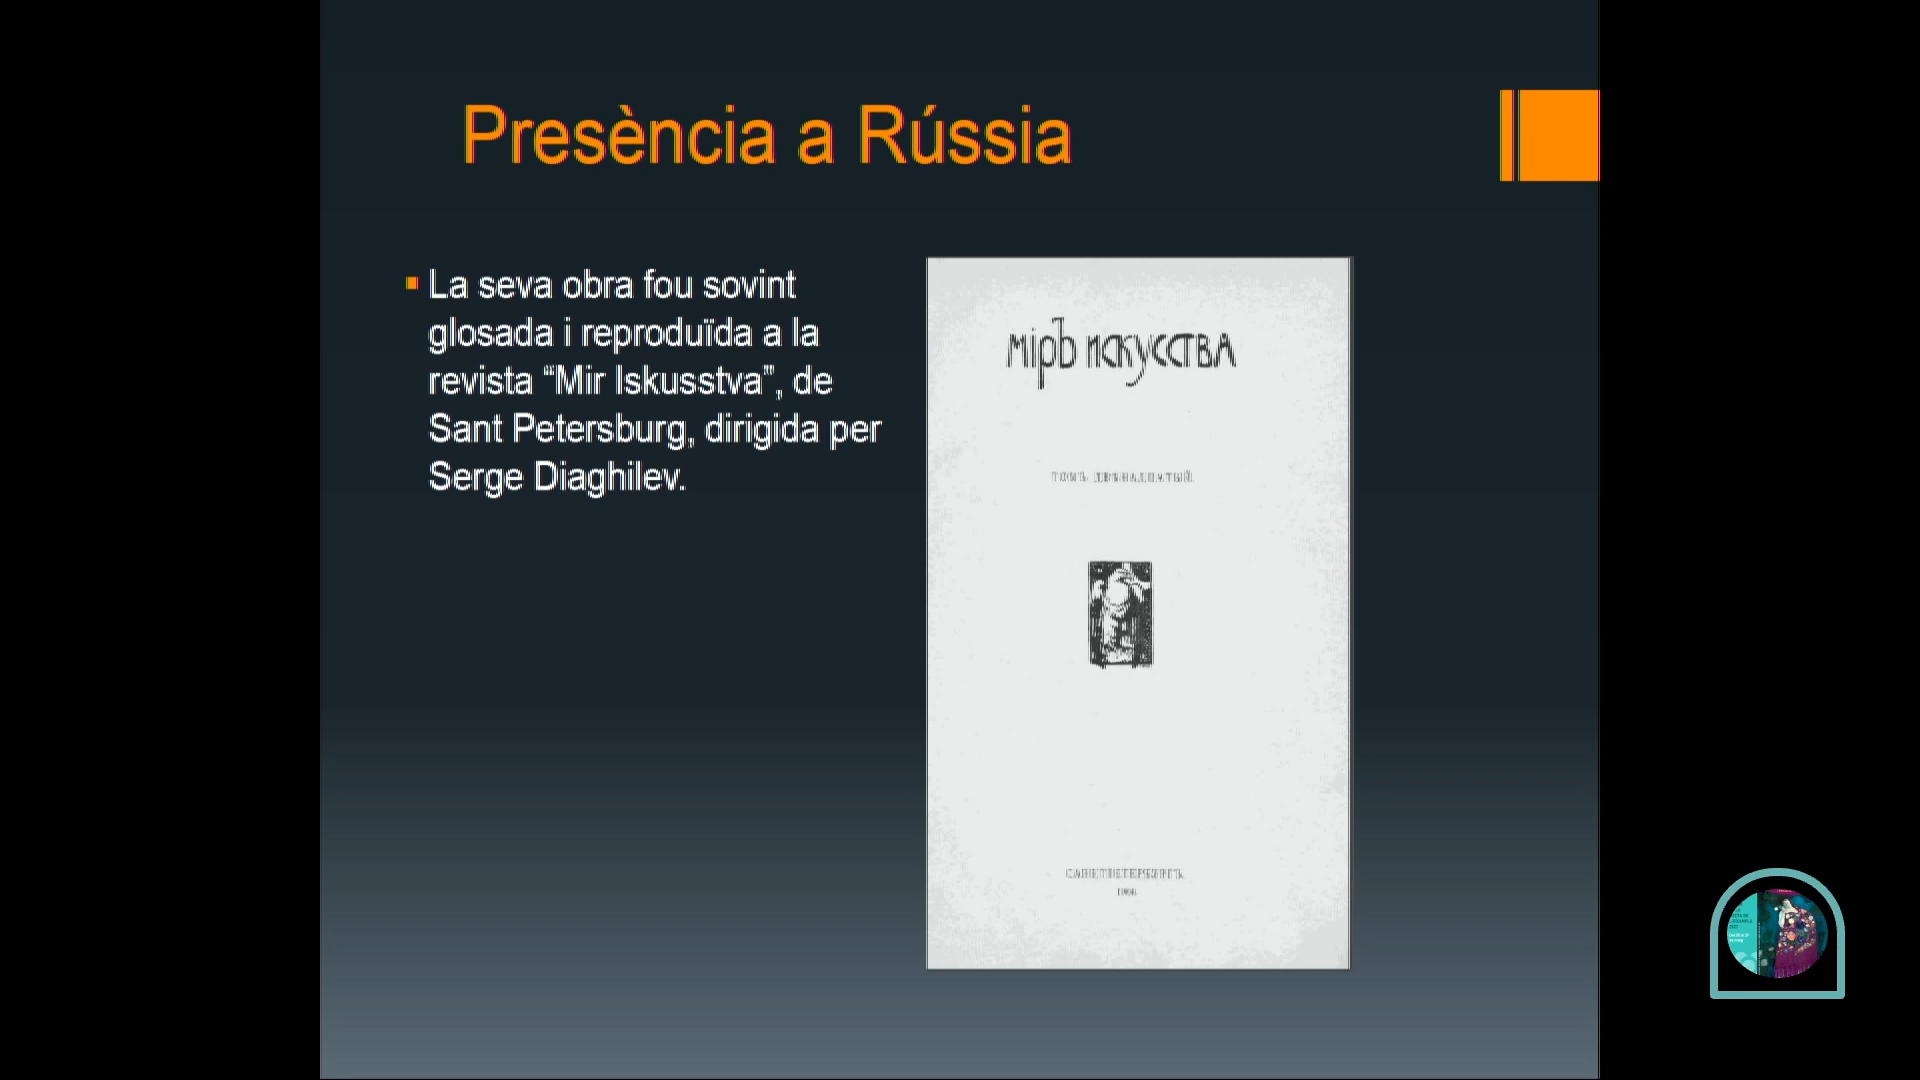 Presència a Rússia
La seva obra fou sovint
glosada i reproduïda a la
revista “Mir Iskusstva”, de
Sant Petersburg, dirigida per
Serge Diaghilev.
мiръ искусства